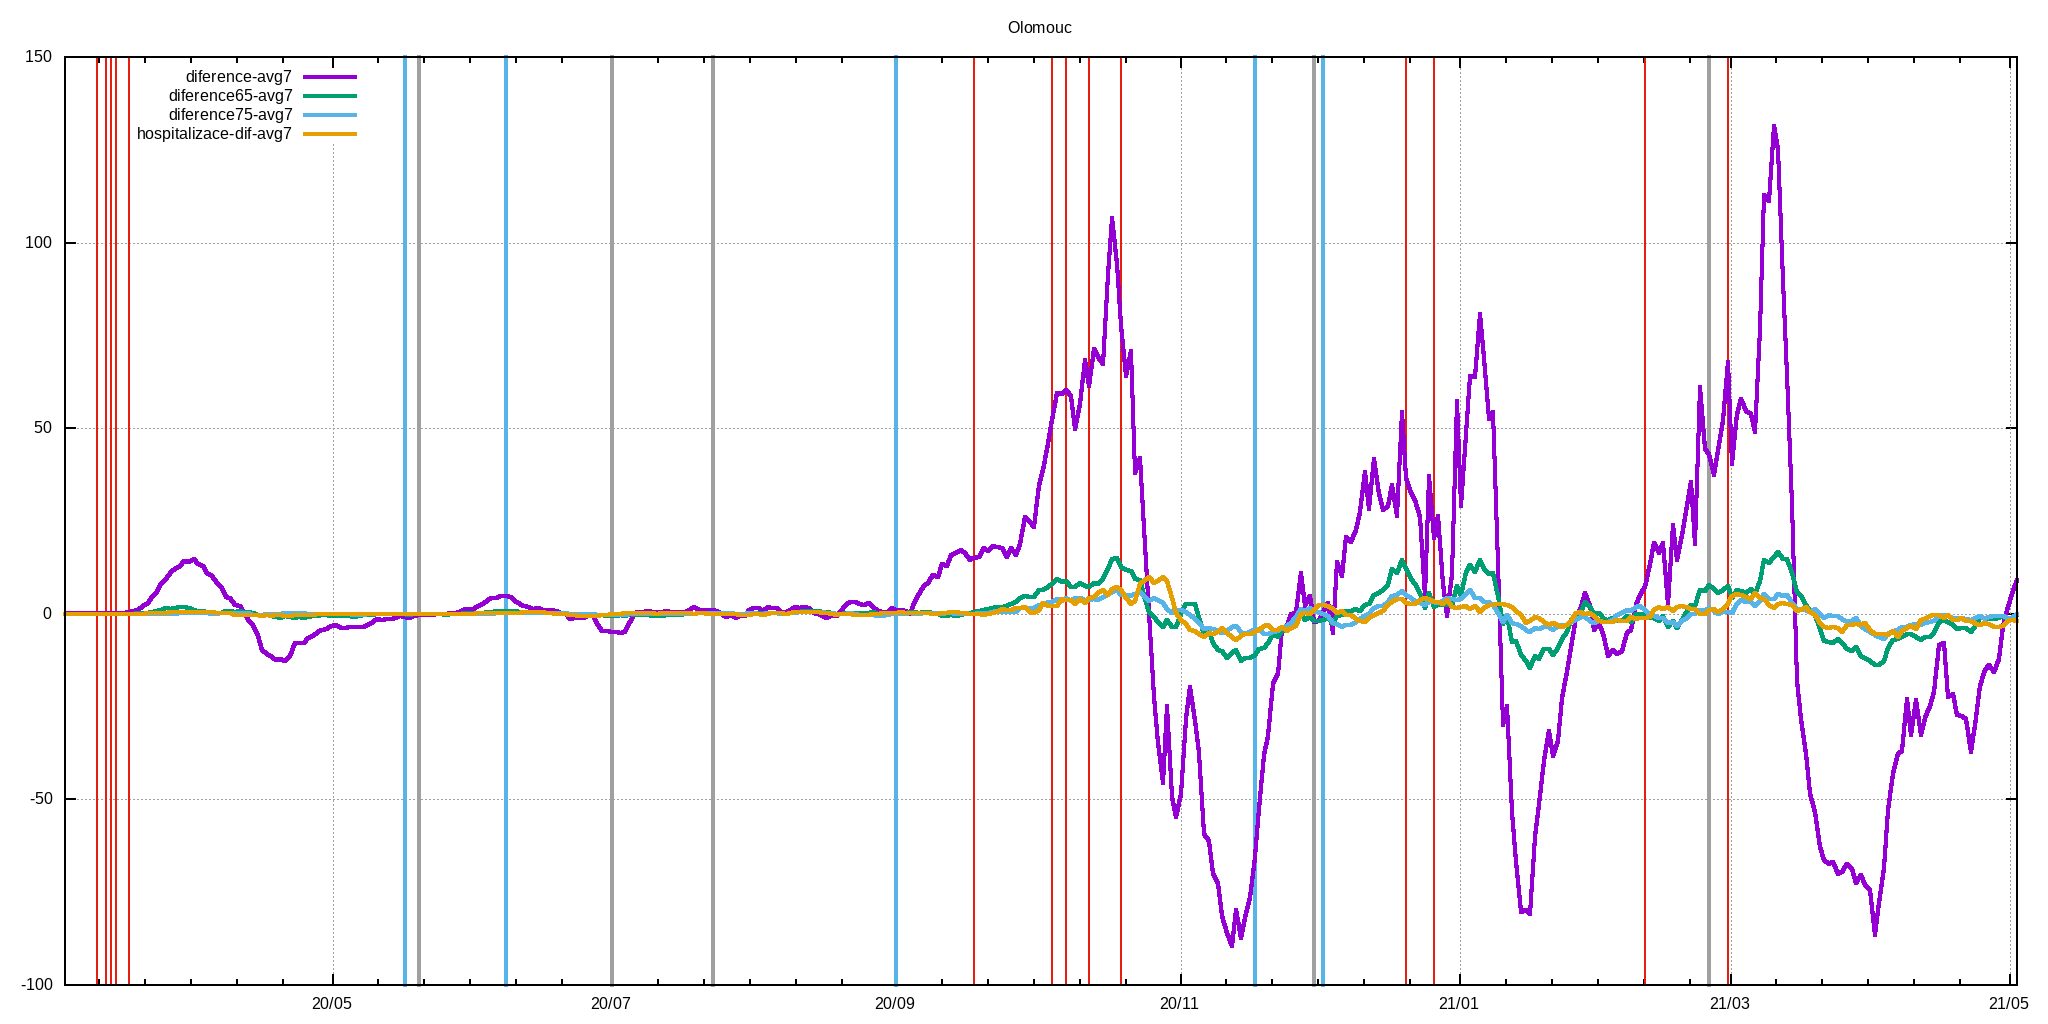 Olomouc
150
100
50
0
-50
-100
diference-avg7
diference65-avg7
diference75-avg7
hospitalizace-dif-avg7
20/05 20/07 20/09 20/11 21/01 21/03 21/05